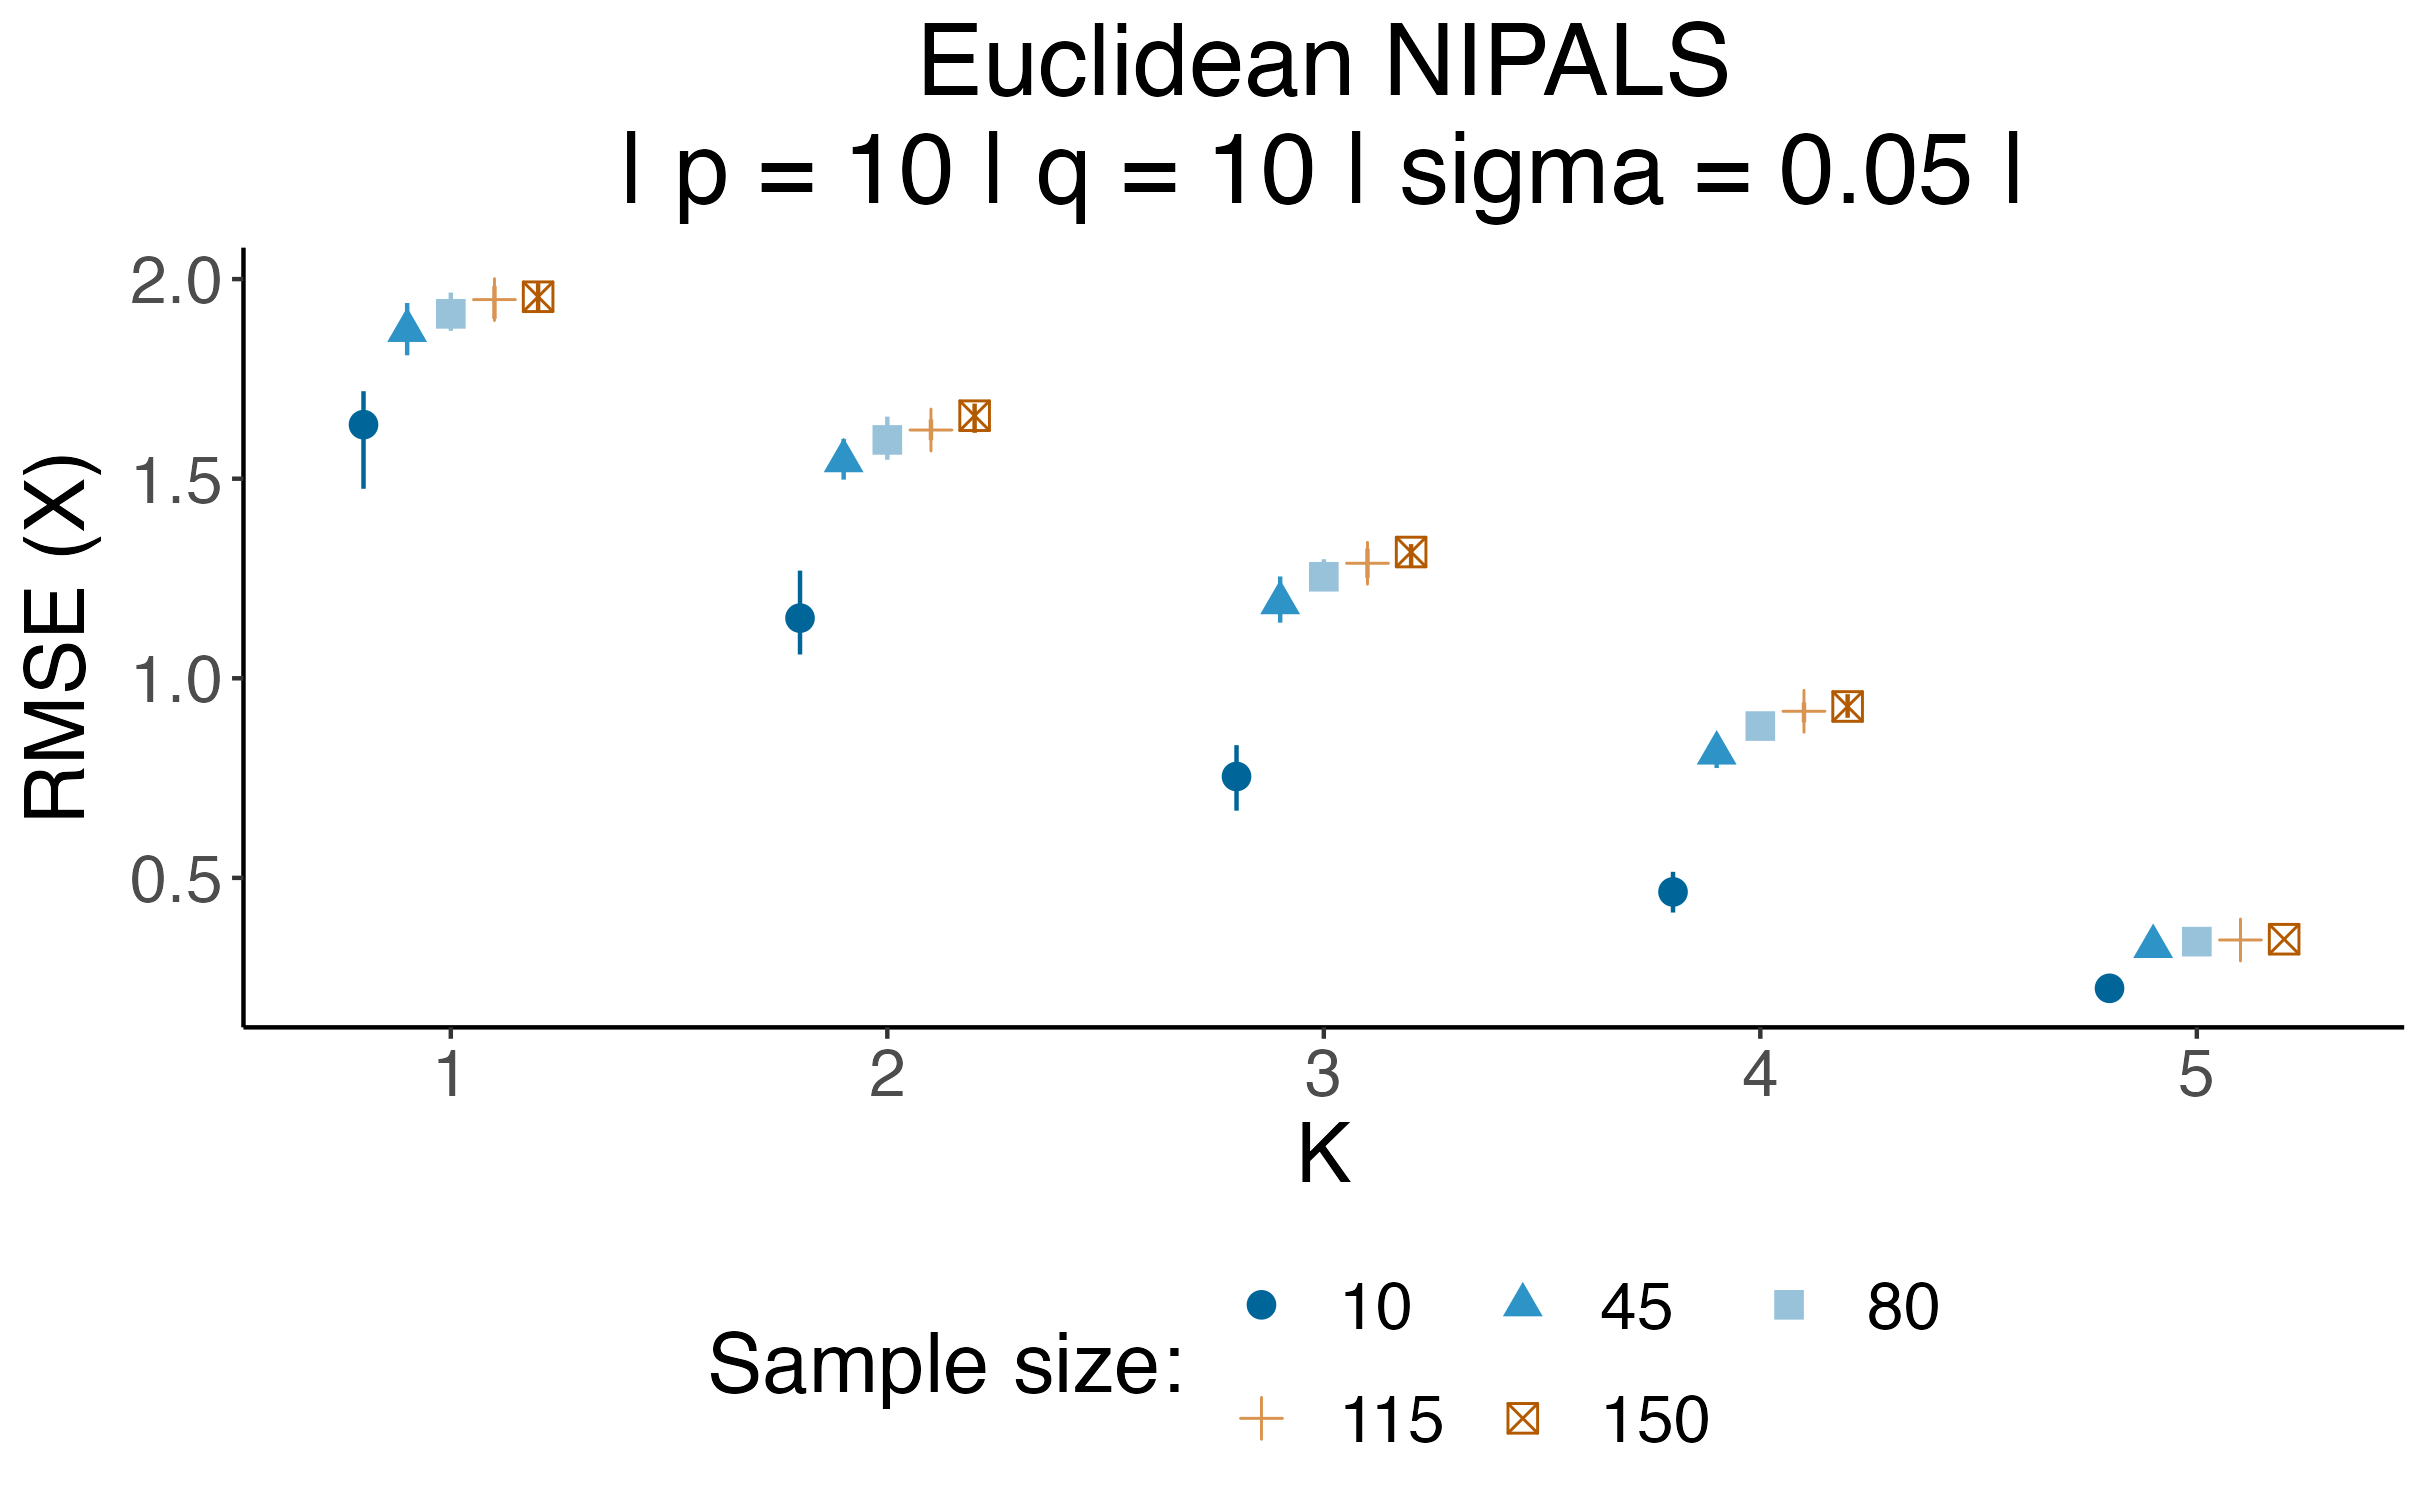 Euclidean NIPALS
| p = 10 | q = 10 | sigma = 0.05 |
RMSE (X)
2.0
1.5
1.0
0.5
1 2 3 4 5
K
Sample size:
10 45 80
115 150